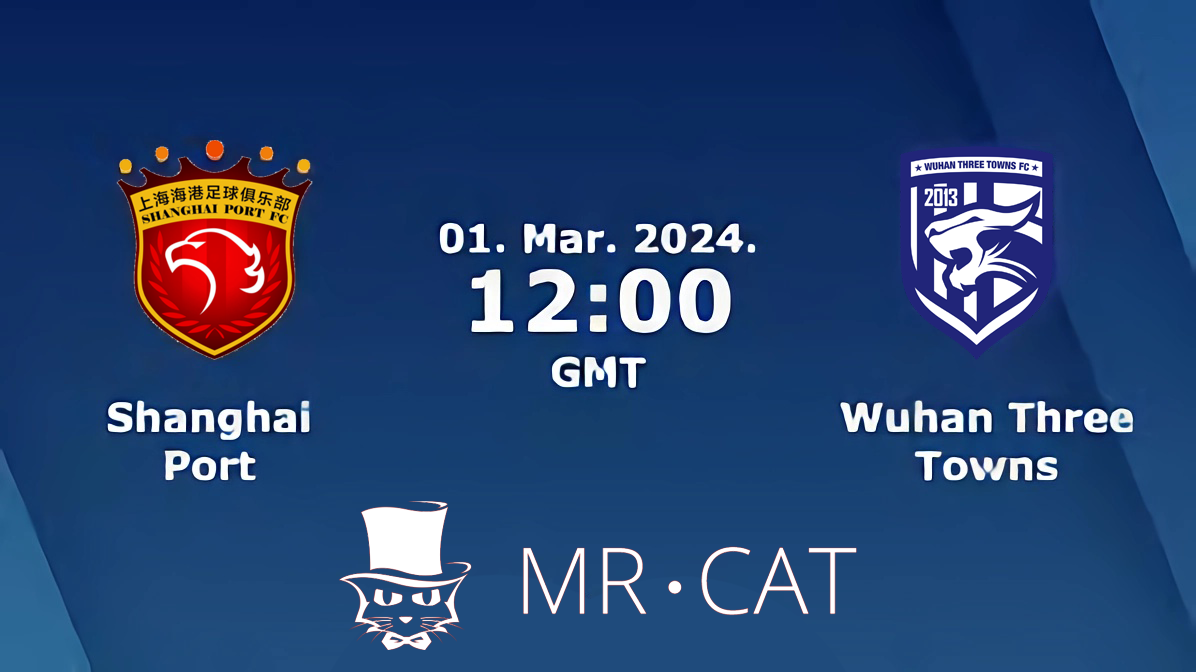 上海海港足球俱乐部
SHANGHAI PORT FC
★ WUHAN THREE TOWNS FC ★
2013
01. Mar. 2024.
12:00
GMT
Shanghai
Port
Wuhan Three
Towns
MR·CAT